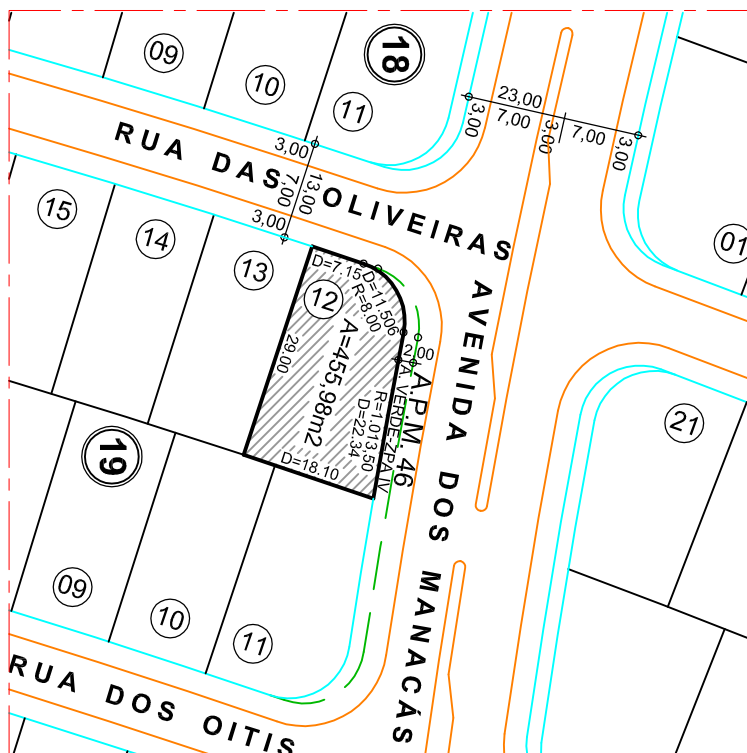 09
10
11
18
23,00
3,00
7,00
3,00
7,00
3,00
RUA DAS OLIVEIRAS
3,00
13,00
7,00
3,00
15
14
13
01
12
D=7.15
D=11.506
R=8.00
A=455,98m2
29.00
2,00
A. VERDE-ZPA IV
A.P.M. 46
R=1.013,50
D=22.34
D=18.10
AVENIDA DOS MANACÁS
21
19
09
10
11
RUA DOS OITIS